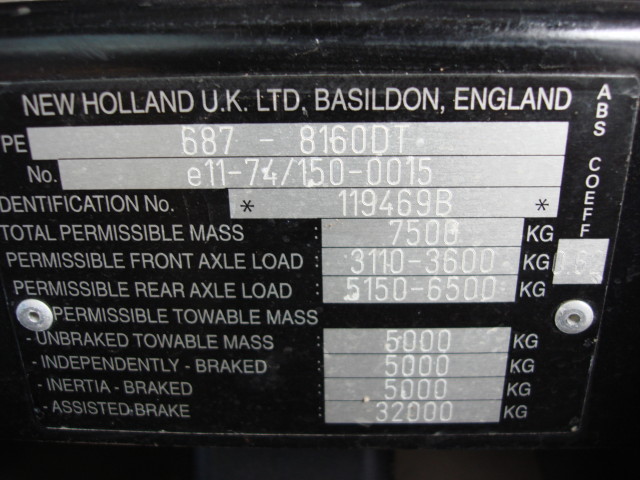 NEW HOLLAND U.K. LTD. BASILDON, ENGLAND
PE 687 - 8160DT
No. e11-74/150-0015
DENTIFICATION No. * 119469B *
TOTAL PERMISSIBLE MASS : 7500 KG
PERMISSIBLE FRONT AXLE LOAD : 3110-3600 KG
PERMISSIBLE REAR AXLE LOAD : 5150-6500 KG
PERMISSIBLE TOWABLE MASS
- UNBRAKED TOWABLE MASS : 5000 KG
- INDEPENDENTLY - BRAKED : 5000 KG
- INERTIA - BRAKED : 5000 KG
- ASSISTED BRAKE : 32000 KG
ABS COEFF